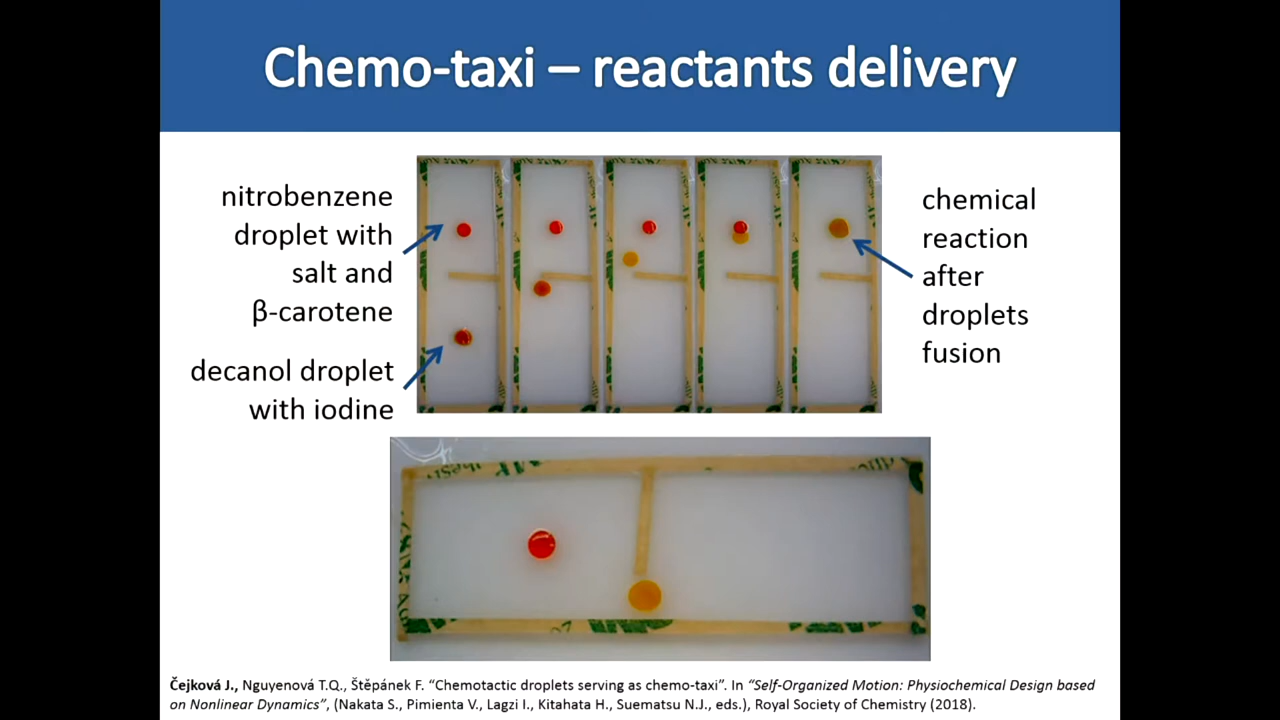 Chemo-taxi – reactants delivery
nitrobenzene
droplet with
salt and
β-carotene
decanol droplet
with iodine
chemical
reaction
after
droplets
fusion
Čejková J., Nguyenová T.Q., Štěpánek F. “Chemotactic droplets serving as chemo-taxi”. In “Self-Organized Motion: Physiochemical Design based
on Nonlinear Dynamics”, (Nakata S., Pimienta V., Lagzi I., Kitahata H., Suematsu N.J., eds.), Royal Society of Chemistry (2018).